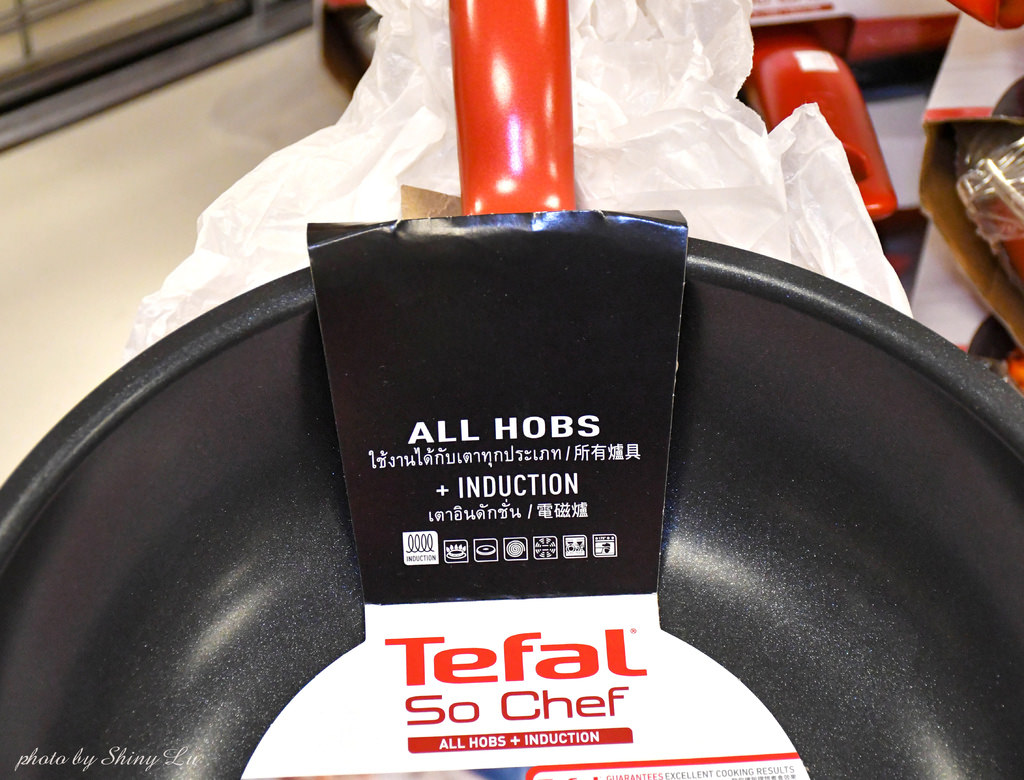 ALL HOBS
ใช้งานได้กับเตาทุกประเภท / 所有爐具
+ INDUCTION
เตาอินดักชั่น / 電磁爐
INDUCTION
Tefal®
So Chef
ALL HOBS + INDUCTION
GUARANTEES EXCELLENT COOKING RESULTS
photo by Shiny Lu